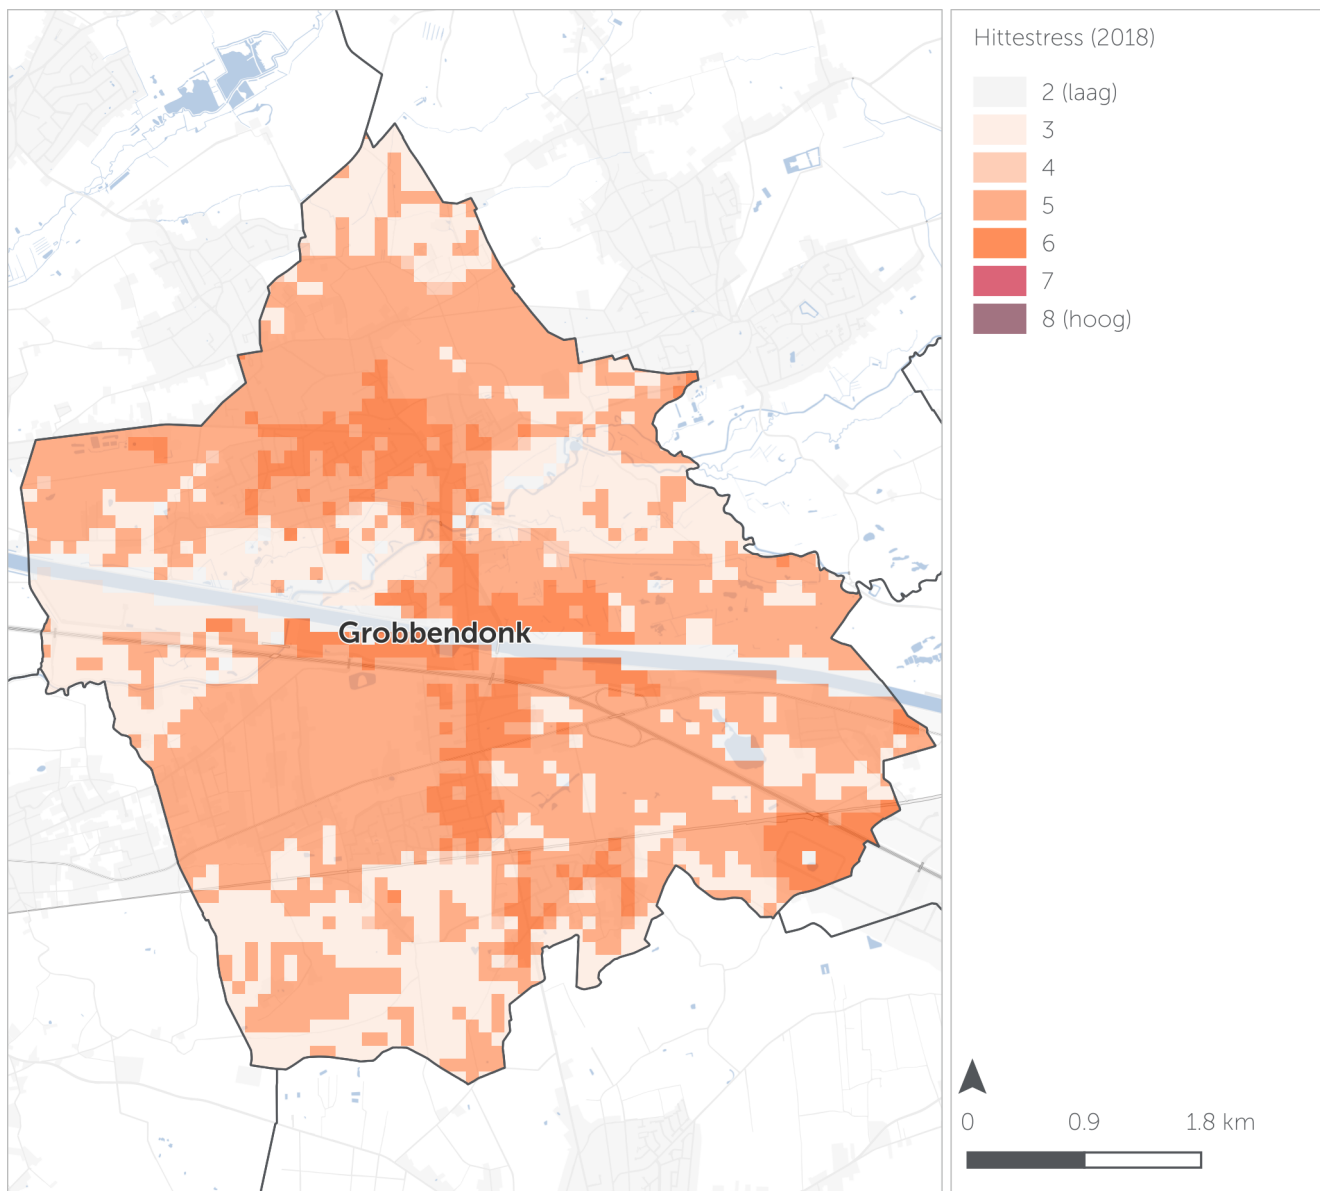 Hittestress (2018)
2 (laag)
3
4
5
6
7
8 (hoog)
Grobbendonk
0 0.9 1.8 km